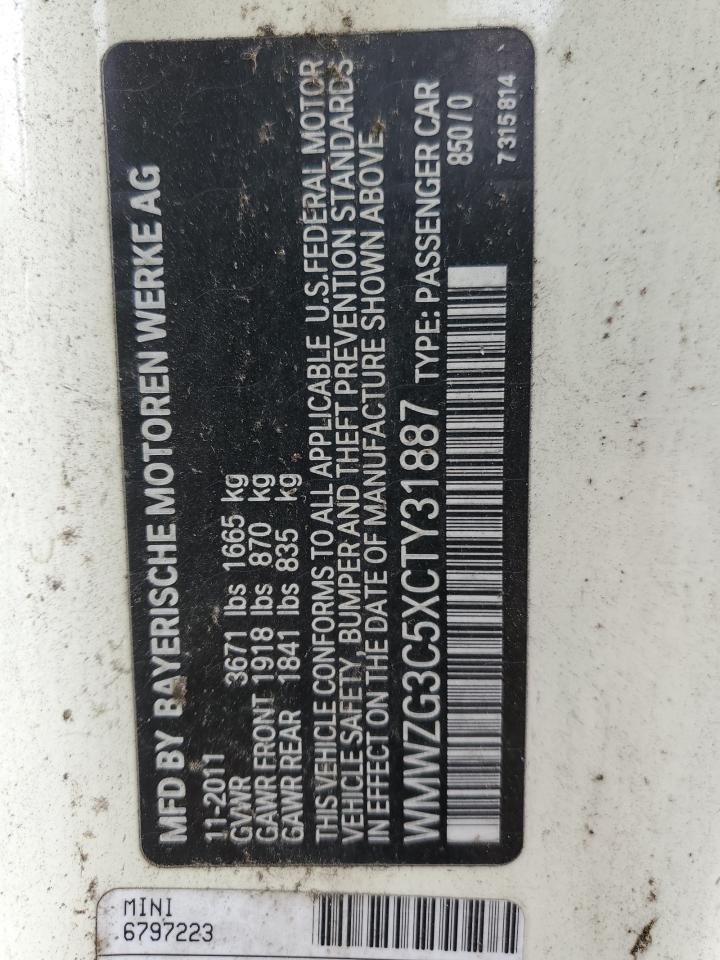 MFD BY BAYERISCHE MOTOREN WERKE AG
11-2011
GVWR 3671 lbs 1665 kg
GAWR FRONT 1918 lbs 870 kg
GAWR REAR 1841 lbs 835 kg
THIS VEHICLE CONFORMS TO ALL APPLICABLE U.S.FEDERAL MOTOR
VEHICLE SAFETY, BUMPER AND THEFT PREVENTION STANDARDS
IN EFFECT ON THE DATE OF MANUFACTURE SHOWN ABOVE.
WMWZG3C5XCTY31887 TYPE: PASSENGER CAR
850 / 0
7 315 814
MINI
6797223